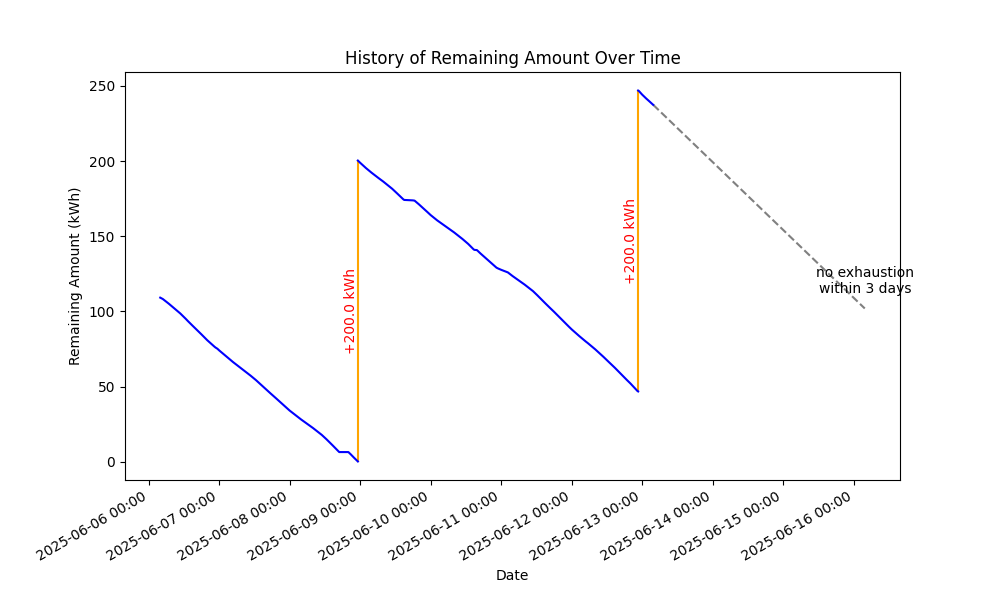 History of Remaining Amount Over Time
Remaining Amount (kWh)
250
200
150
100
50
0
+200.0 kWh
+200.0 kWh
no exhaustion
within 3 days
2025-06-06 00:00
2025-06-07 00:00
2025-06-08 00:00
2025-06-09 00:00
2025-06-10 00:00
2025-06-11 00:00
2025-06-12 00:00
2025-06-13 00:00
2025-06-14 00:00
2025-06-15 00:00
2025-06-16 00:00
Date